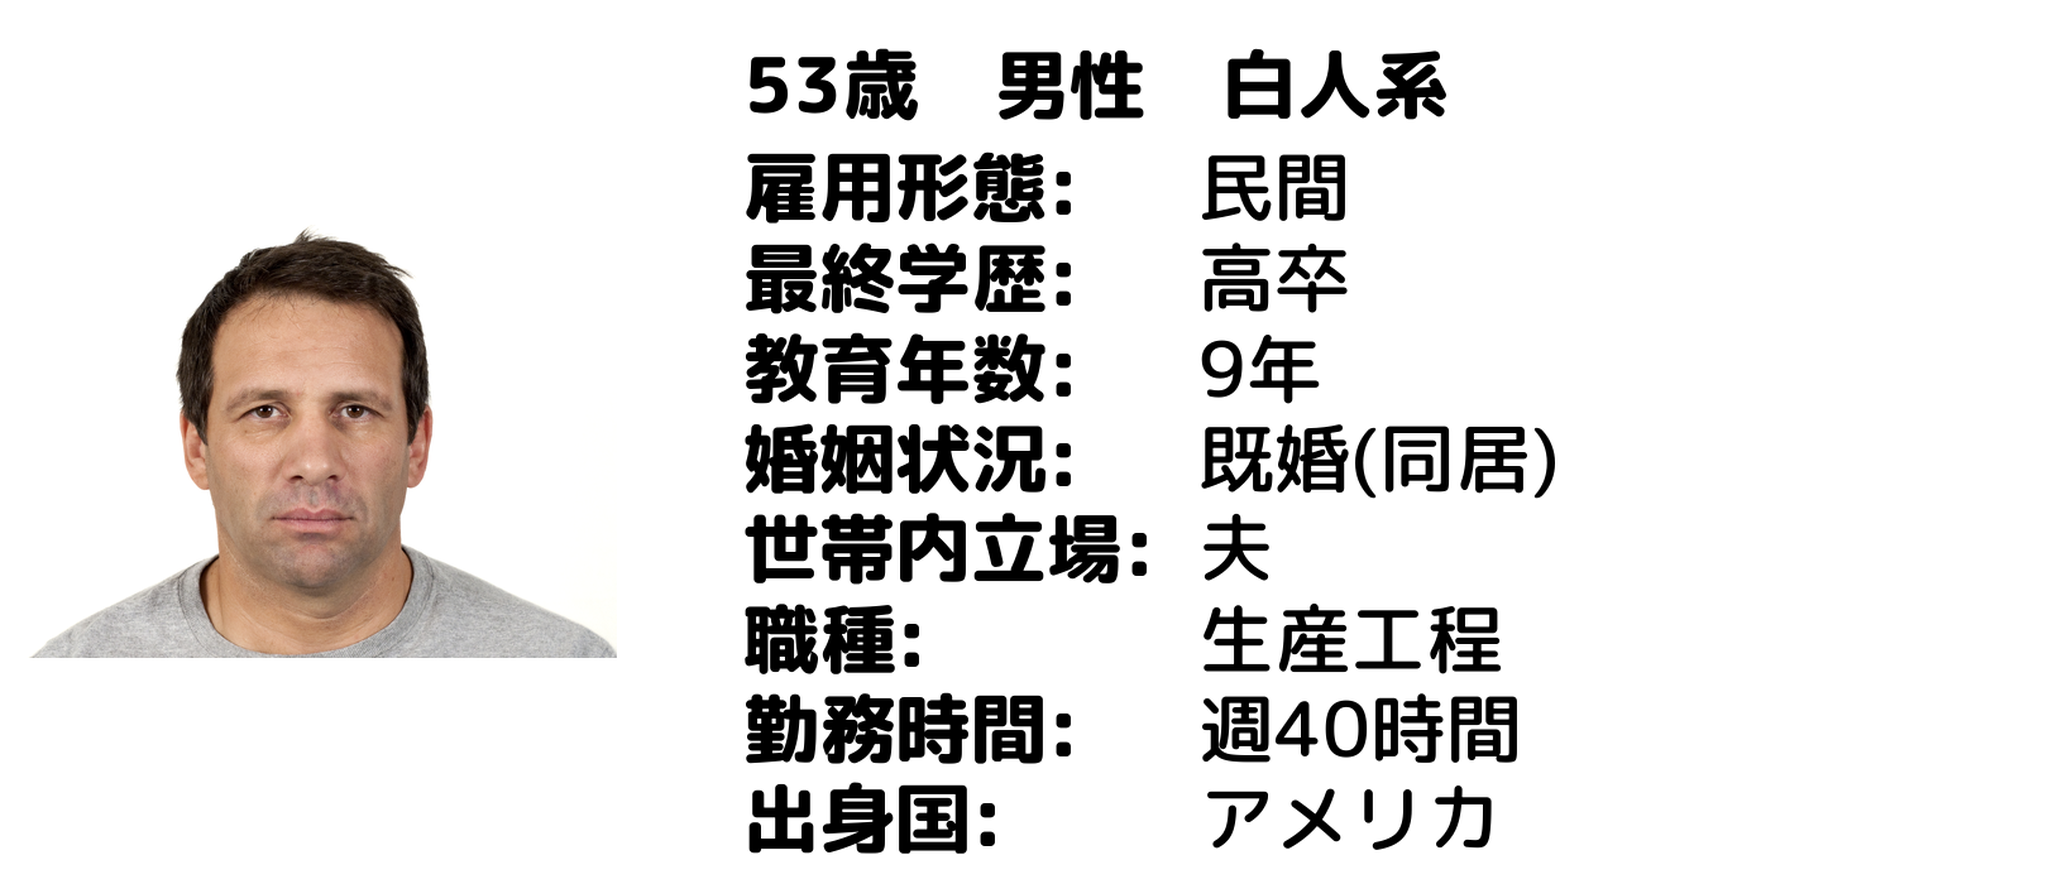 53歳　男性　白人系
雇用形態: 民間
最終学歴: 高卒
教育年数: 9年
婚姻状況: 既婚(同居)
世帯内立場: 夫
職種: 生産工程
勤務時間: 週40時間
出身国: アメリカ